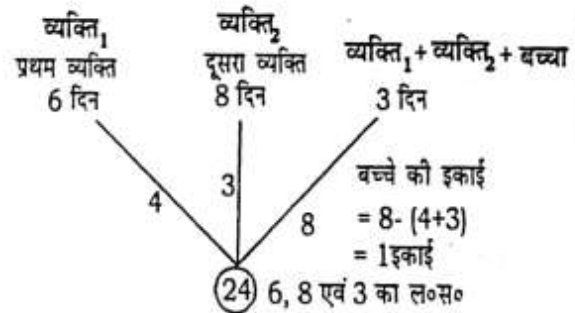 व्यक्ति₁
प्रथम व्यक्ति
6 दिन
व्यक्ति₂
दूसरा व्यक्ति
8 दिन
व्यक्ति₁ + व्यक्ति₂ + बच्चा
3 दिन
4
3
8
बच्चे की इकाई
= 8- (4+3)
= 1इकाई
24 6, 8 एवं 3 का ल०स०